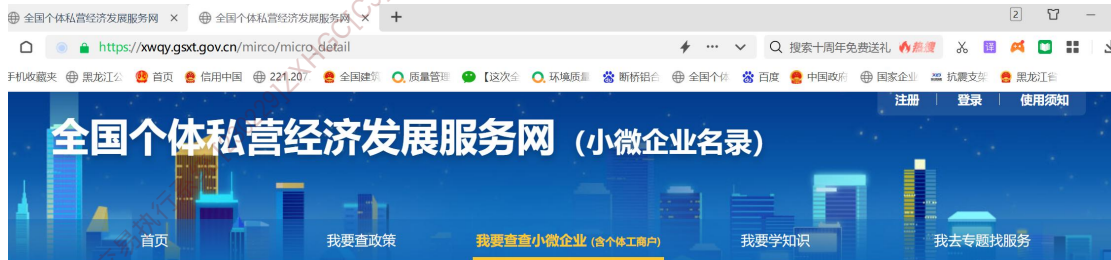 全国个体私营经济发展服务网 × 全国个体私营经济发展服务网 × + 2
https://xwqy.gsxt.gov.cn/mirco/micro_detail 搜索十周年免费送礼 热搜
手机收藏夹 黑龙江公 首页 信用中国 221.207. 全国建筑 质量管理 【这次全 环境质量 断桥铝合 全国个体 百度 中国政府 国家企业 抗震支架 黑龙江省
注册 登录 使用须知
全国个体私营经济发展服务网 (小微企业名录)
首页 我要查政策 我要查查小微企业 (含个体工商户) 我要学知识 我去专题找服务